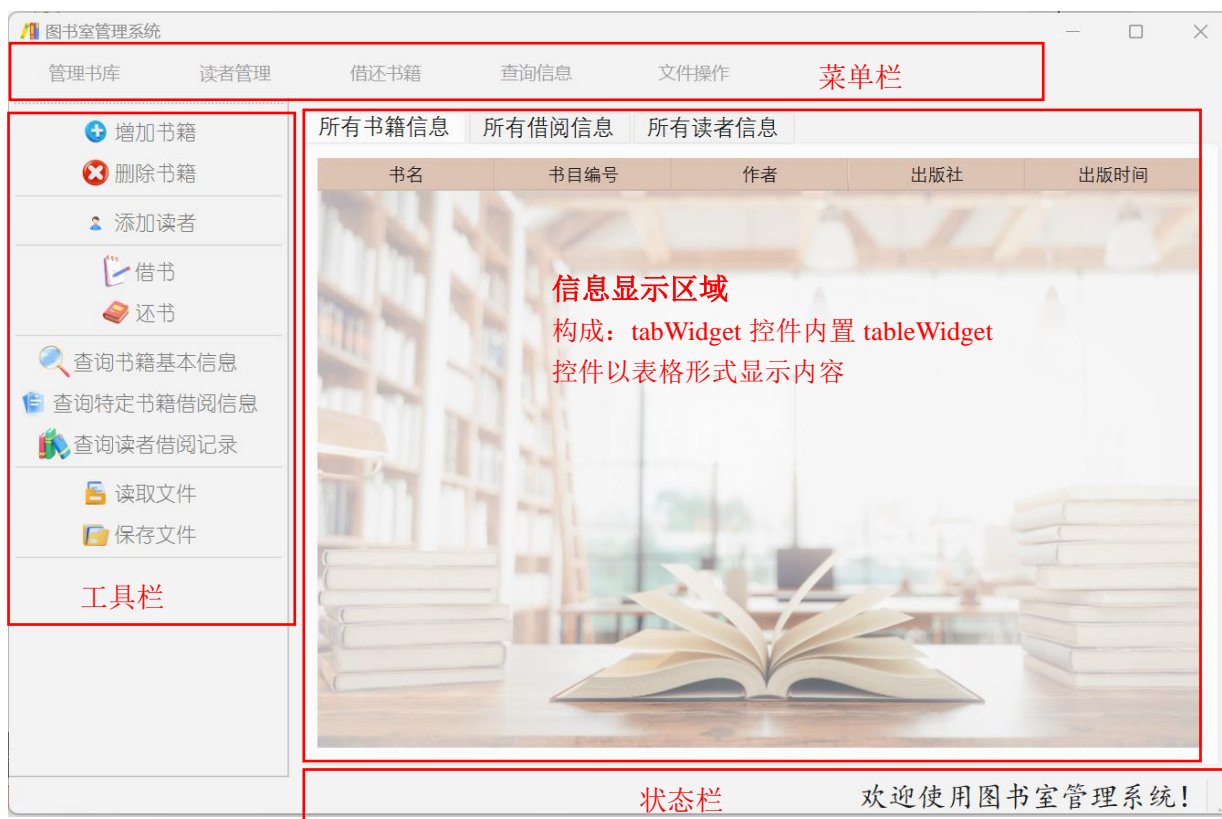 图书室管理系统
管理书库 读者管理 借还书籍 查询信息 文件操作 菜单栏
增加书籍
删除书籍
添加读者
借书
还书
查询书籍基本信息
查询特定书籍借阅信息
查询读者借阅记录
读取文件
保存文件
工具栏
所有书籍信息 所有借阅信息 所有读者信息
书名 书目编号 作者 出版社 出版时间
信息显示区域
构成：tabWidget 控件内置 tableWidget
控件以表格形式显示内容
状态栏 欢迎使用图书室管理系统！